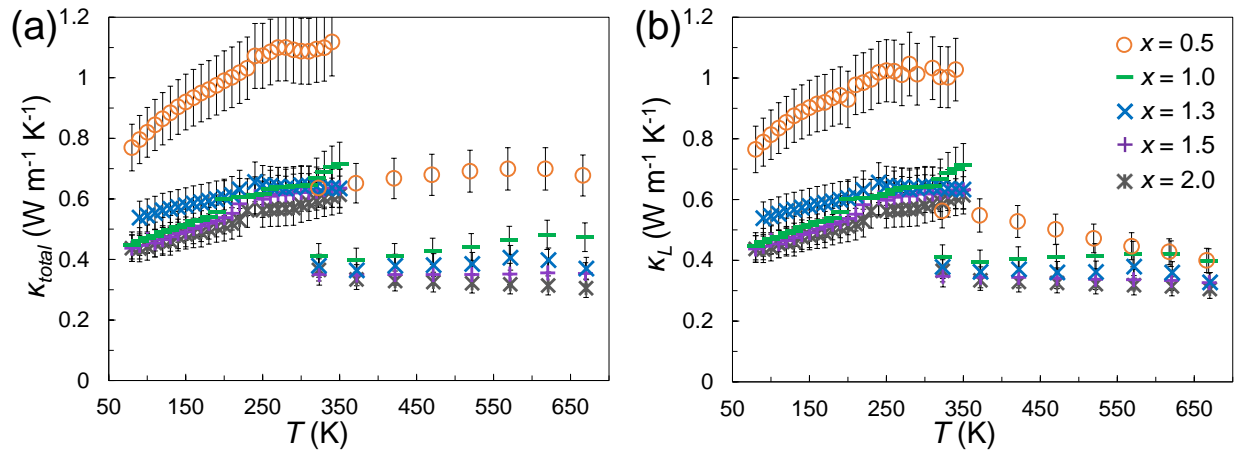 (a)
1.2
1
0.8
0.6
0.4
0.2
0
κtotal (W m-1 K-1)
50 150 250 350 450 550 650
T (K)
(b)
1.2
1
0.8
0.6
0.4
0.2
0
κL (W m-1 K-1)
50 150 250 350 450 550 650
T (K)
x = 0.5
x = 1.0
x = 1.3
x = 1.5
x = 2.0